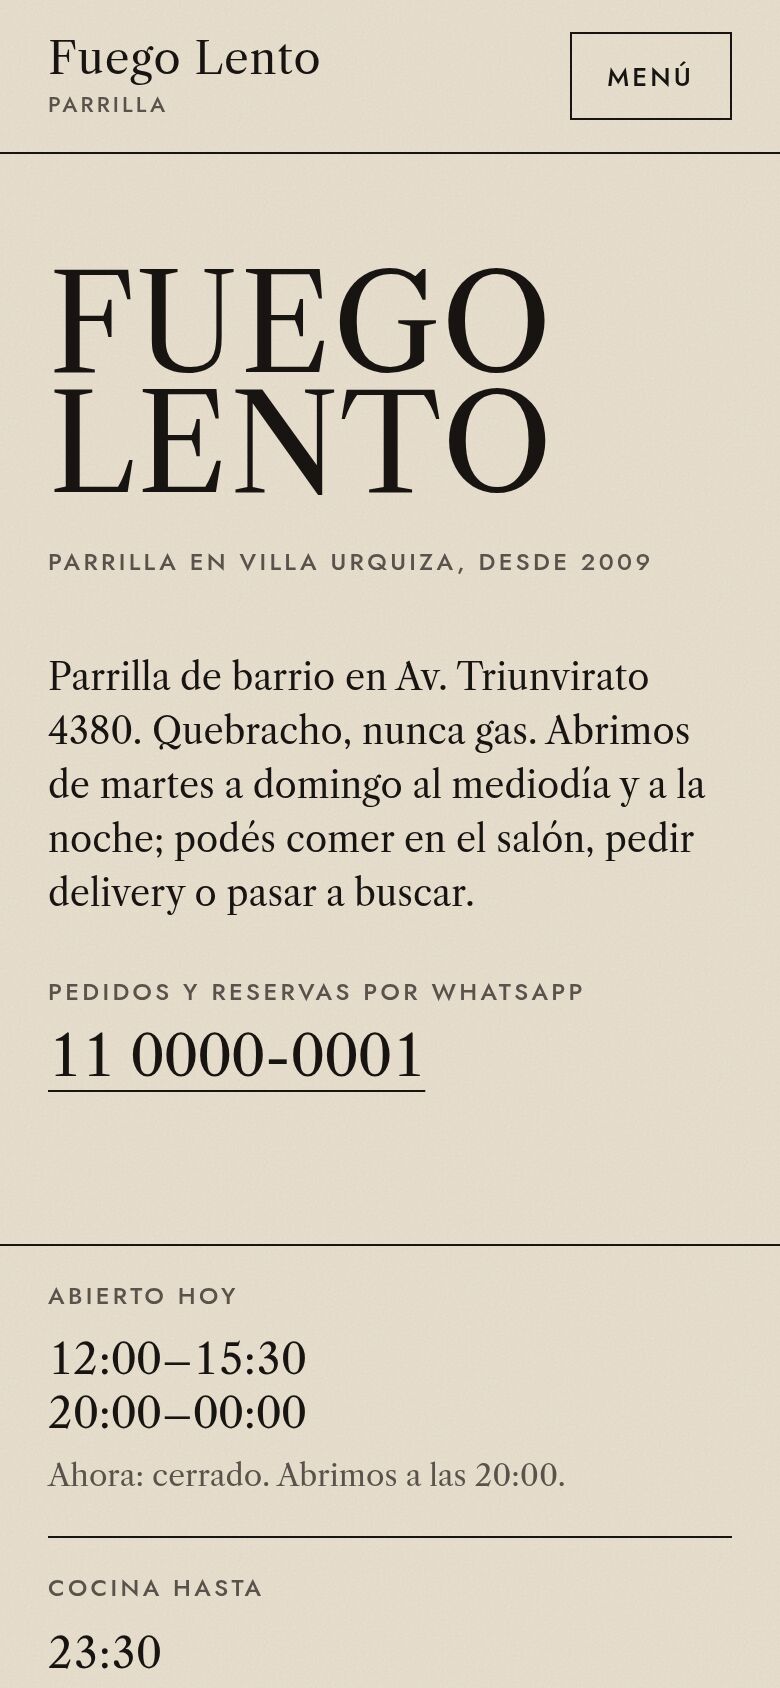 Fuego Lento
PARRILLA
MENÚ
FUEGO
LENTO
PARRILLA EN VILLA URQUIZA, DESDE 2009
Parrilla de barrio en Av. Triunvirato
4380. Quebracho, nunca gas. Abrimos
de martes a domingo al mediodía y a la
noche; podés comer en el salón, pedir
delivery o pasar a buscar.
PEDIDOS Y RESERVAS POR WHATSAPP
11 0000-0001
ABIERTO HOY
12:00–15:30
20:00–00:00
Ahora: cerrado. Abrimos a las 20:00.
COCINA HASTA
23:30